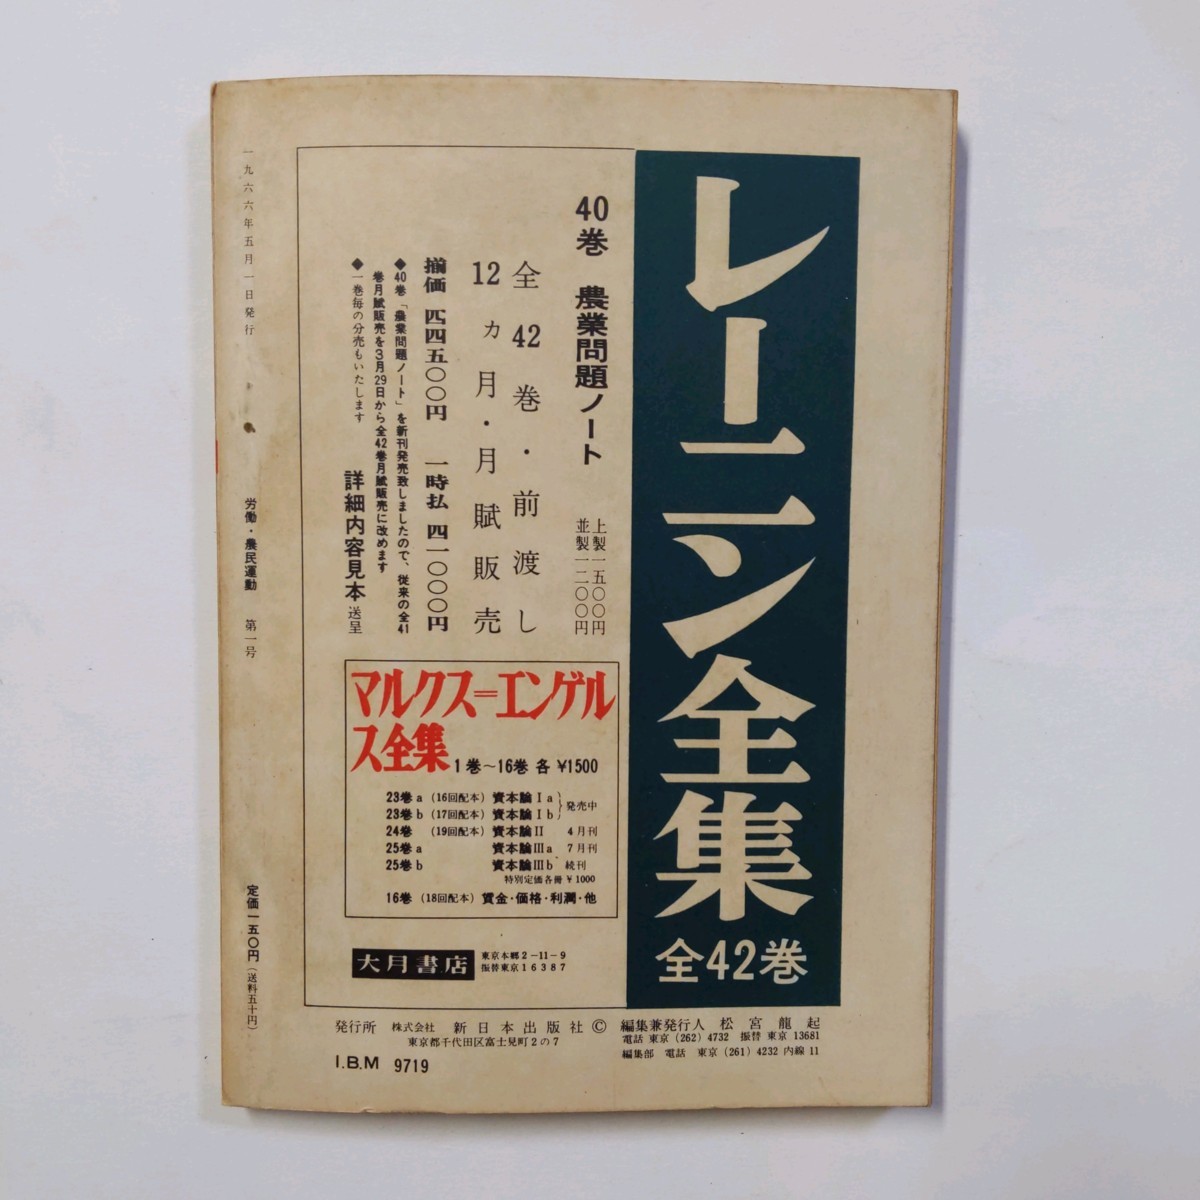 レーニン全集
全42巻
40巻 農業問題ノート
上製一五〇〇円
並製一二〇〇円
全42巻・前渡し
12ヵ月・月賦販売
揃価 四四五〇〇円 一時払 四一〇〇〇円
◆40巻「農業問題ノート」を新刊発売致しましたので、従来の全41
巻月賦販売を3月29日から全42巻月賦販売に改めます
◆一巻毎の分売もいたします
詳細内容見本 送呈
マルクス=エンゲル
ス全集 1巻〜16巻 各 ¥1500
23巻a (16回配本) 資本論Ⅰa
23巻b (17回配本) 資本論Ⅰb 発売中
24巻 (19回配本) 資本論Ⅱ 4月刊
25巻a 資本論Ⅲa 7月刊
25巻b 資本論Ⅲb 続刊
特別定価各冊 ¥1000
16巻 (18回配本) 賃金・価格・利潤・他
大月書店
東京本郷2-11-9
振替東京16387
発行所 株式会社 新日本出版社 © 編集兼発行人 松宮龍起
東京都千代田区富士見町2の7
電話 東京 (262) 4732 振替 東京 13681
編集部 電話 東京 (261) 4232 内線 11
I.B.M 9719
一九六六年五月一日発行
労働・農民運動 第一号
定価一五〇円(送料五十円)